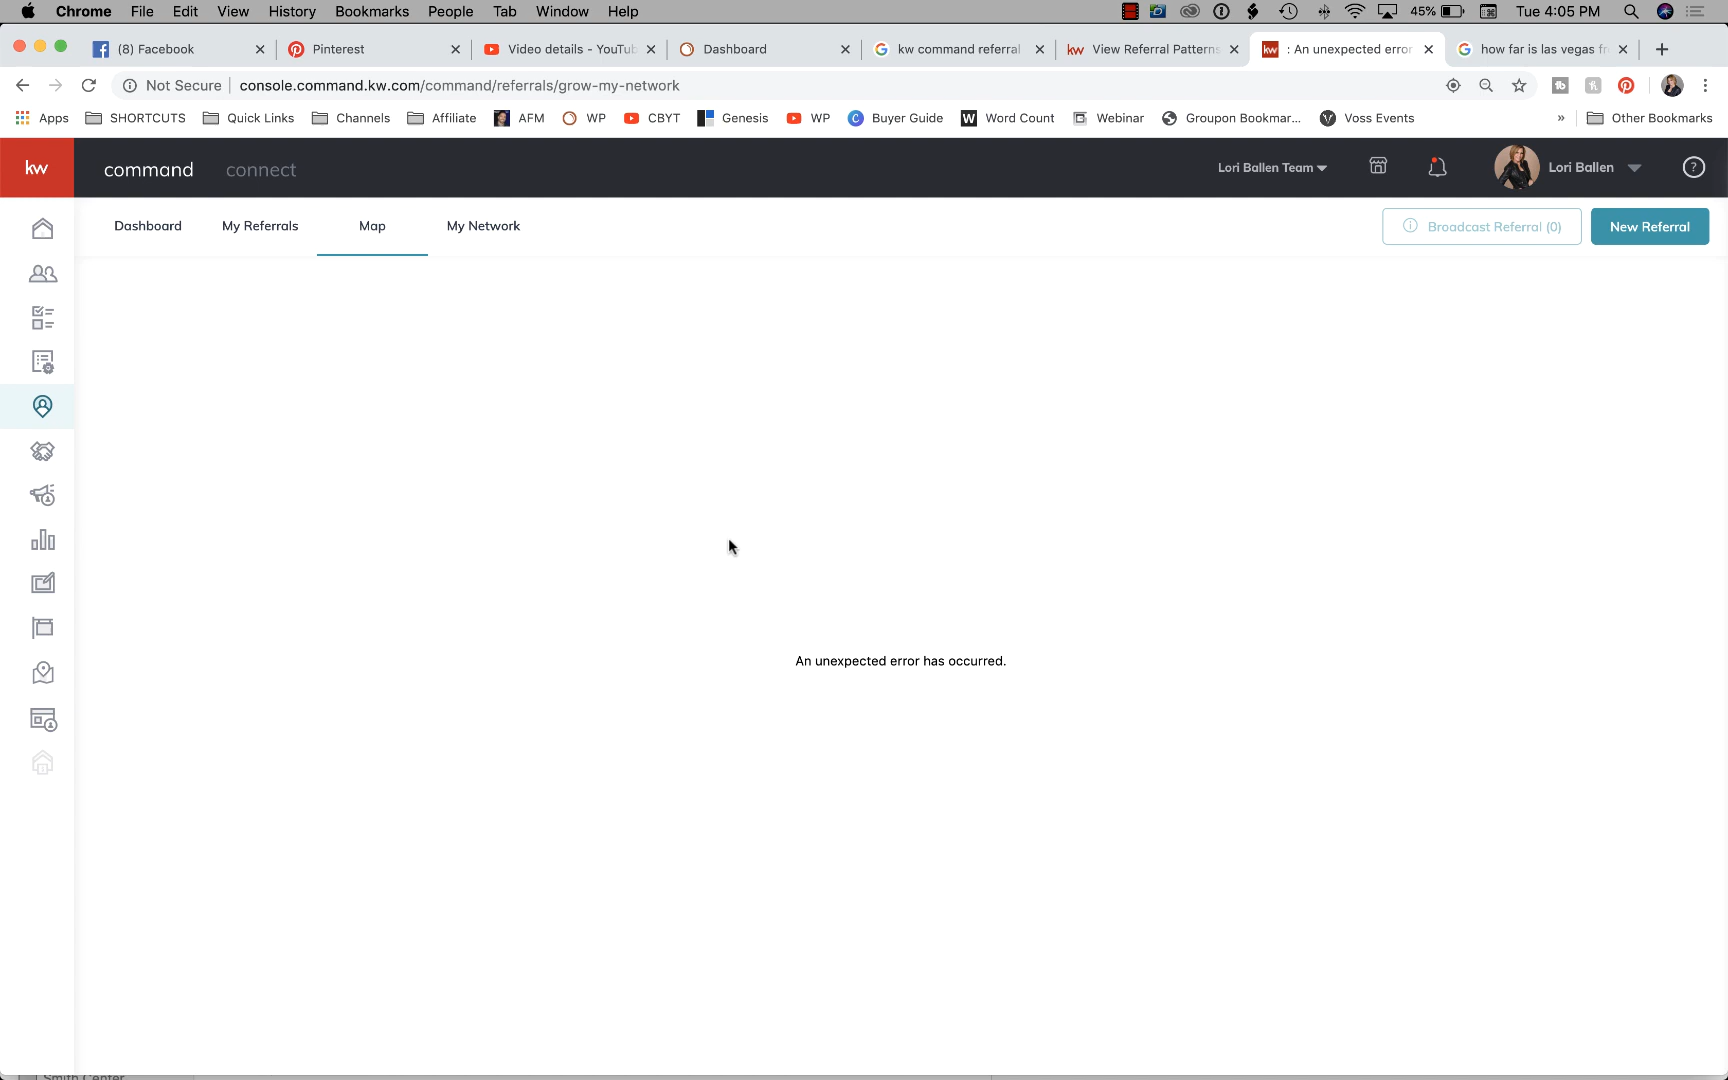 Chrome File Edit View History Bookmarks People Tab Window Help 45% Tue 4:05 PM
(8) Facebook Pinterest Video details - YouTub Dashboard kw command referral kw View Referral Patterns kw : An unexpected error how far is las vegas fr
Not Secure console.command.kw.com/command/referrals/grow-my-network
Apps SHORTCUTS Quick Links Channels Affiliate AFM WP CBYT Genesis WP Buyer Guide W Word Count Webinar Groupon Bookmar... Voss Events » Other Bookmarks
kw command connect Lori Ballen Team Lori Ballen ?
Dashboard My Referrals Map My Network Broadcast Referral (0) New Referral
An unexpected error has occurred.
Smith Center